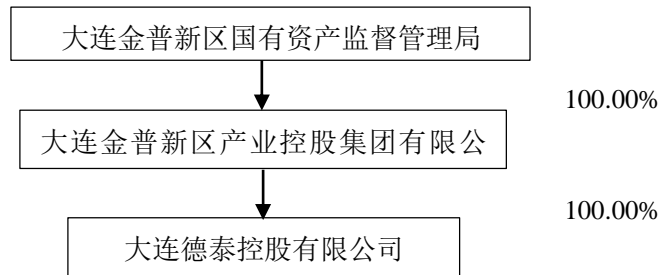 大连金普新区国有资产监督管理局
100.00%
大连金普新区产业控股集团有限公
100.00%
大连德泰控股有限公司